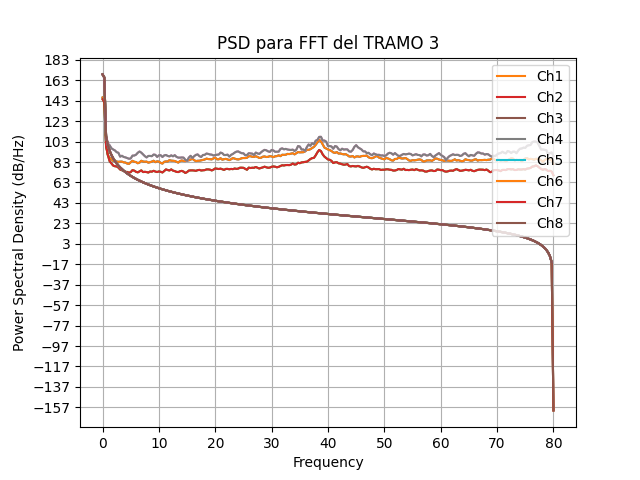 PSD para FFT del TRAMO 3
Power Spectral Density (dB/Hz)
183
163
143
123
103
83
63
43
23
3
−17
−37
−57
−77
−97
−117
−137
−157
0
10
20
30
40
50
60
70
80
Frequency
Ch1
Ch2
Ch3
Ch4
Ch5
Ch6
Ch7
Ch8